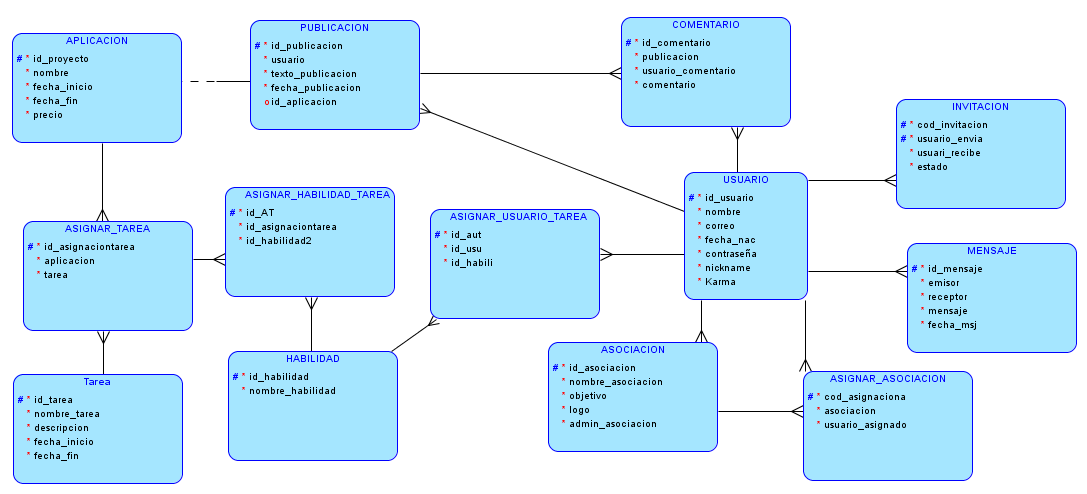 APLICACION
# * id_proyecto
* nombre
* fecha_inicio
* fecha_fin
* precio
PUBLICACION
# * id_publicacion
* usuario
* texto_publicacion
* fecha_publicacion
o id_aplicacion
COMENTARIO
# * id_comentario
* publicacion
* usuario_comentario
* comentario
INVITACION
# * cod_invitacion
# * usuario_envia
* usuari_recibe
* estado
ASIGNAR_TAREA
# * id_asignaciontarea
* aplicacion
* tarea
ASIGNAR_HABILIDAD_TAREA
# * id_AT
* id_asignaciontarea
* id_habilidad2
ASIGNAR_USUARIO_TAREA
# * id_aut
* id_usu
* id_habili
USUARIO
# * id_usuario
* nombre
* correo
* fecha_nac
* contraseña
* nickname
* Karma
MENSAJE
# * id_mensaje
* emisor
* receptor
* mensaje
* fecha_msj
Tarea
# * id_tarea
* nombre_tarea
* descripcion
* fecha_inicio
* fecha_fin
HABILIDAD
# * id_habilidad
* nombre_habilidad
ASOCIACION
# * id_asociacion
* nombre_asociacion
* objetivo
* logo
* admin_asociacion
ASIGNAR_ASOCIACION
# * cod_asignaciona
* asociacion
* usuario_asignado